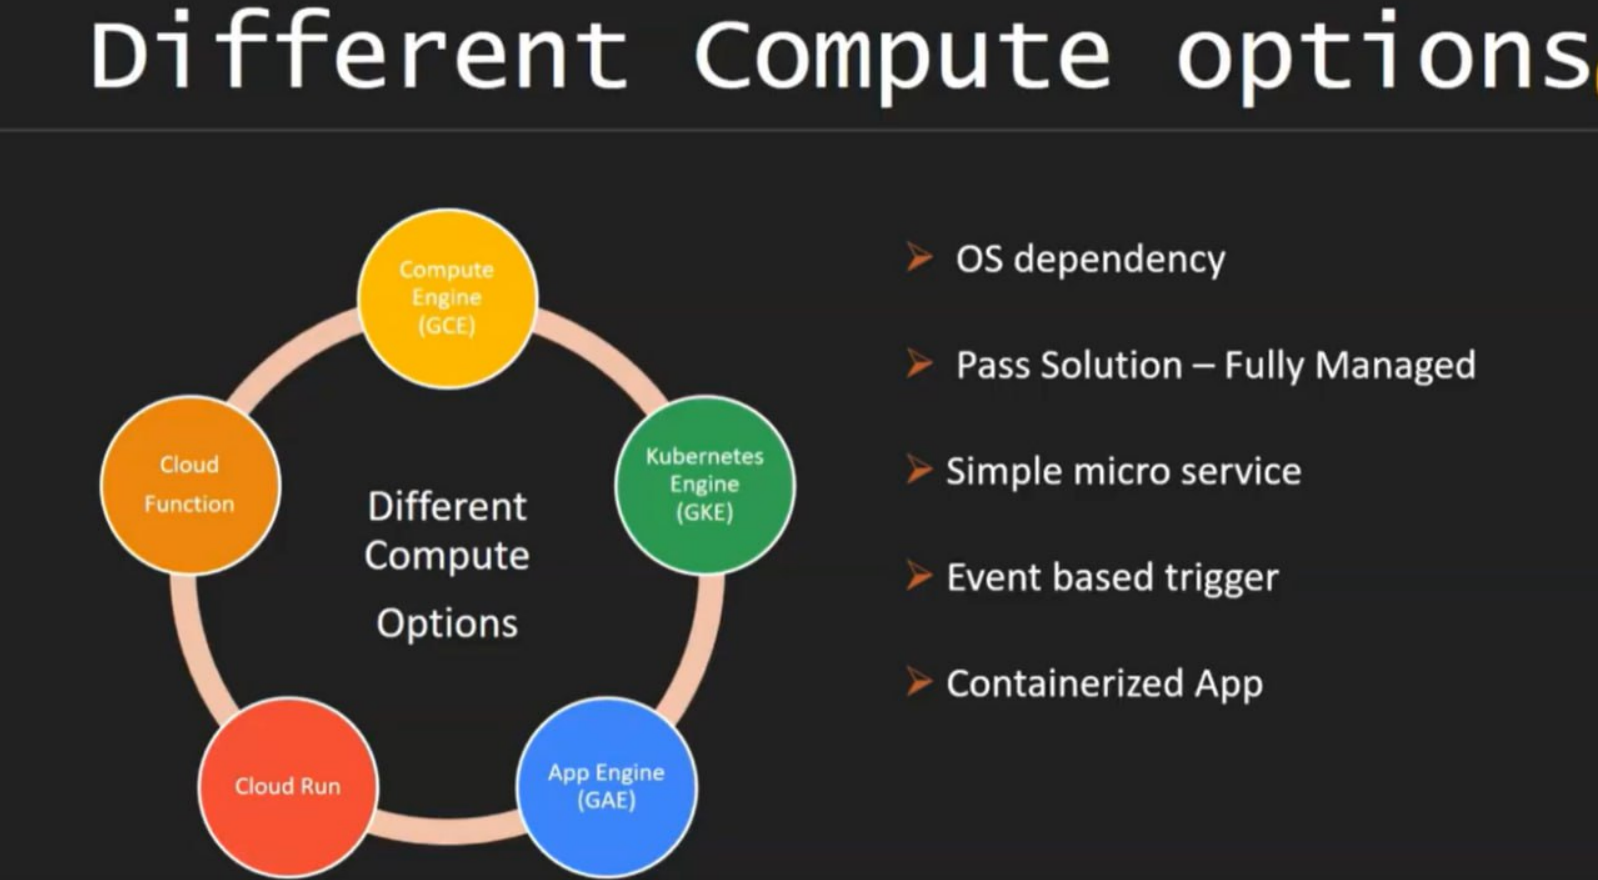 Different Compute options
Compute
Engine
(GCE)
Kubernetes
Engine
(GKE)
App Engine
(GAE)
Cloud Run
Cloud
Function
Different
Compute
Options
OS dependency
Pass Solution – Fully Managed
Simple micro service
Event based trigger
Containerized App